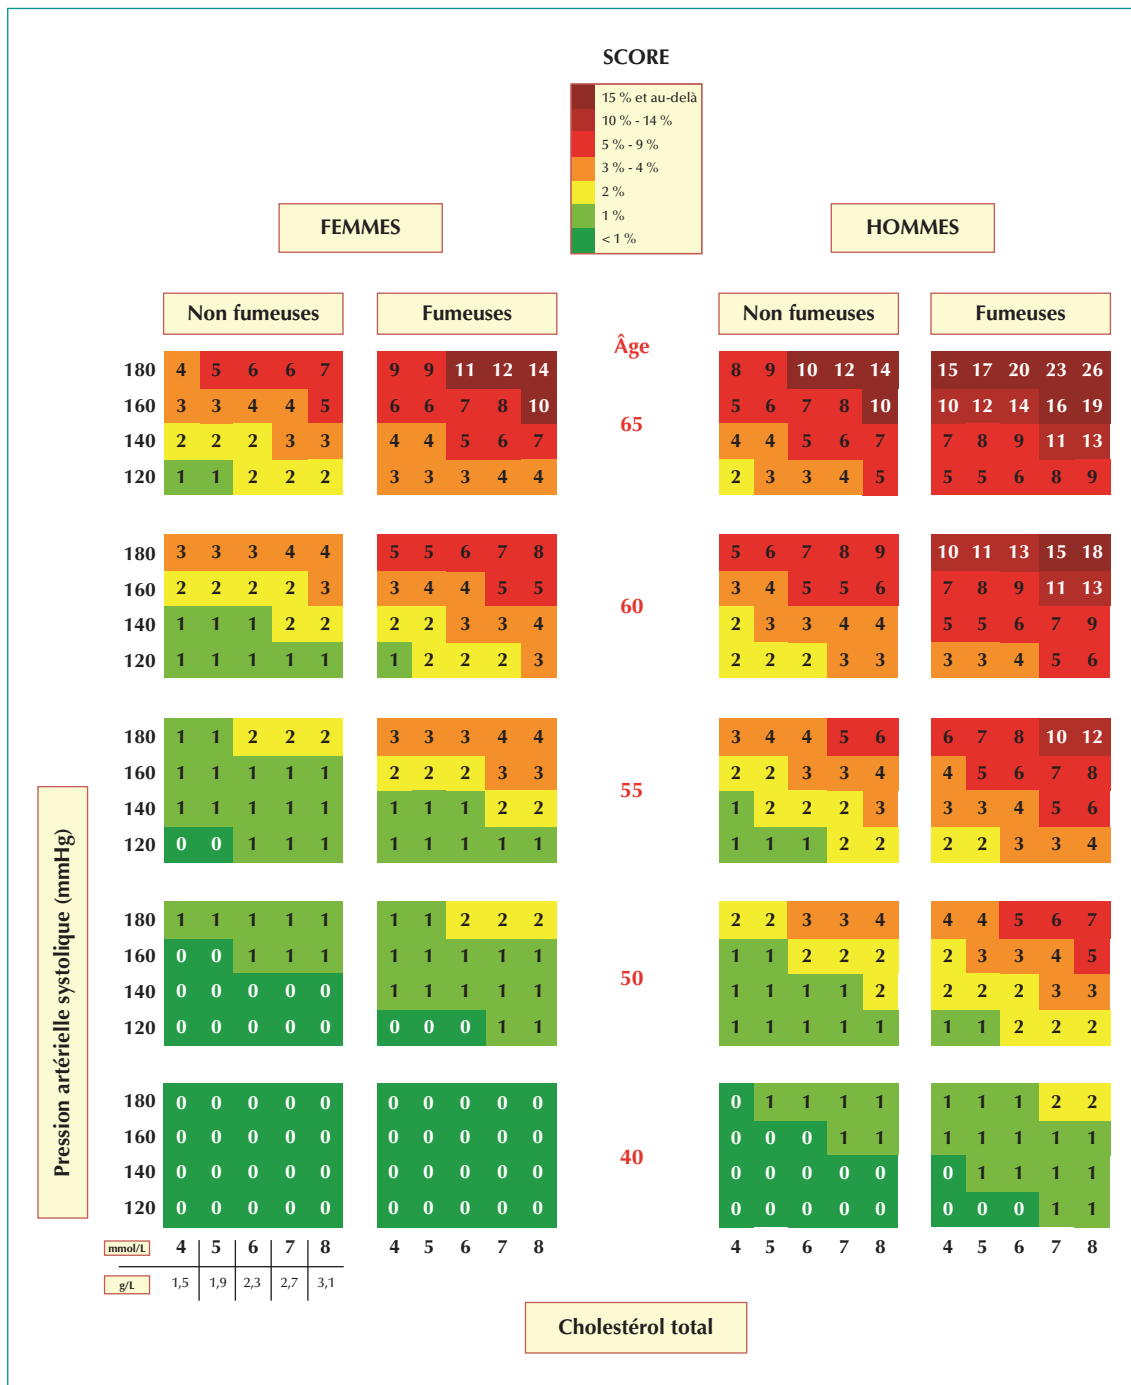 SCORE
15 % et au-delà
10 % - 14 %
5 % - 9 %
3 % - 4 %
2 %
1 %
< 1 %
FEMMES
HOMMES
Non fumeuses Fumeuses Non fumeuses Fumeuses
Âge
180 4 5 6 6 7 9 9 11 12 14 8 9 10 12 14 15 17 20 23 26
160 3 3 4 4 5 6 6 7 8 10 5 6 7 8 10 10 12 14 16 19
65
140 2 2 2 3 3 4 4 5 6 7 4 4 5 6 7 7 8 9 11 13
120 1 1 2 2 2 3 3 3 4 4 2 3 3 4 5 5 5 6 8 9
180 3 3 3 4 4 5 5 6 7 8 5 6 7 8 9 10 11 13 15 18
160 2 2 2 2 3 3 4 4 5 5 3 4 5 5 6 7 8 9 11 13
60
140 1 1 1 2 2 2 2 3 3 4 2 3 3 4 4 5 5 6 7 9
120 1 1 1 1 1 1 2 2 2 3 2 2 2 3 3 3 3 4 5 6
180 1 1 2 2 2 3 3 3 4 4 3 4 4 5 6 6 7 8 10 12
160 1 1 1 1 1 2 2 2 3 3 2 2 3 3 4 4 5 6 7 8
55
140 1 1 1 1 1 1 1 1 2 2 1 2 2 2 3 3 3 4 5 6
120 0 0 1 1 1 1 1 1 1 1 1 1 1 2 2 2 2 3 3 4
180 1 1 1 1 1 1 1 2 2 2 2 2 3 3 4 4 4 5 6 7
160 0 0 1 1 1 1 1 1 1 1 1 1 2 2 2 2 3 3 4 5
50
140 0 0 0 0 0 1 1 1 1 1 1 1 1 1 2 2 2 2 3 3
120 0 0 0 0 0 0 0 0 1 1 1 1 1 1 1 1 1 2 2 2
180 0 0 0 0 0 0 0 0 0 0 0 1 1 1 1 1 1 1 2 2
160 0 0 0 0 0 0 0 0 0 0 0 0 0 1 1 1 1 1 1 1
40
140 0 0 0 0 0 0 0 0 0 0 0 0 0 0 0 0 1 1 1 1
120 0 0 0 0 0 0 0 0 0 0 0 0 0 0 0 0 0 0 1 1
mmol/L 4 5 6 7 8 4 5 6 7 8 4 5 6 7 8 4 5 6 7 8
g/L 1,5 1,9 2,3 2,7 3,1
Pression artérielle systolique (mmHg)
Cholestérol total